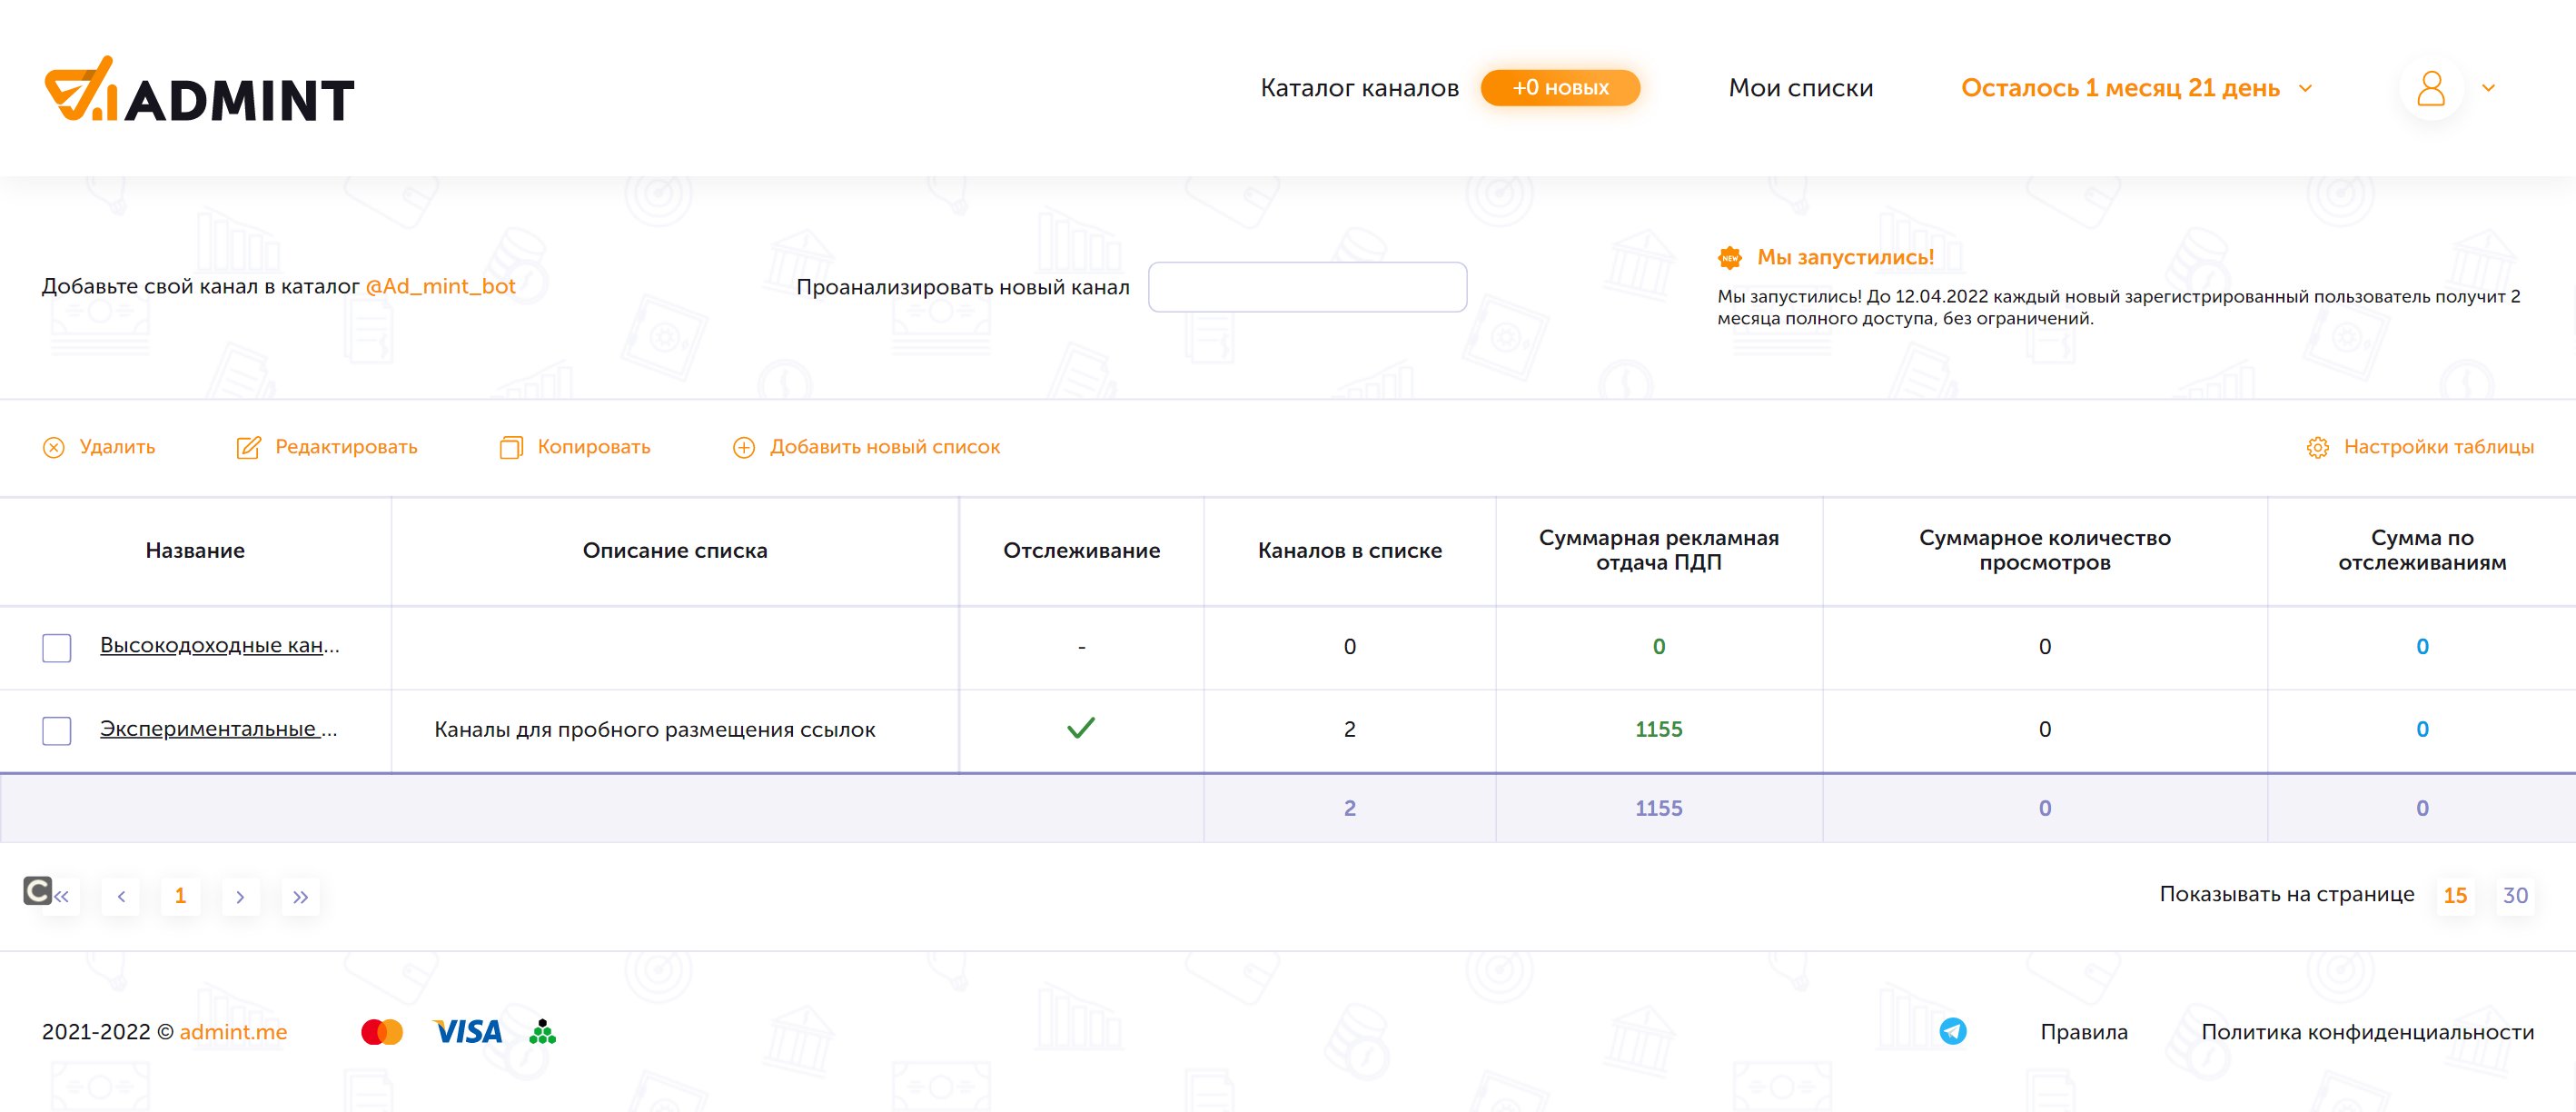 ADMINT
Каталог каналов
+0 новых
Мои списки
Осталось 1 месяц 21 день
Добавьте свой канал в каталог @Ad_mint_bot
Проанализировать новый канал
NEW
Мы запустились!
Мы запустились! До 12.04.2022 каждый новый зарегистрированный пользователь получит 2
месяца полного доступа, без ограничений.
Удалить
Редактировать
Копировать
Добавить новый список
Настройки таблицы
Название
Описание списка
Отслеживание
Каналов в списке
Суммарная рекламная
отдача ПДП
Суммарное количество
просмотров
Сумма по
отслеживаниям
Высокодоходные кан...
-
0
0
0
0
Экспериментальные ...
Каналы для пробного размещения ссылок
2
1155
0
0
2
1155
0
0
C
«
‹
1
›
»
Показывать на странице
15
30
2021-2022 © admint.me
VISA
Правила
Политика конфиденциальности